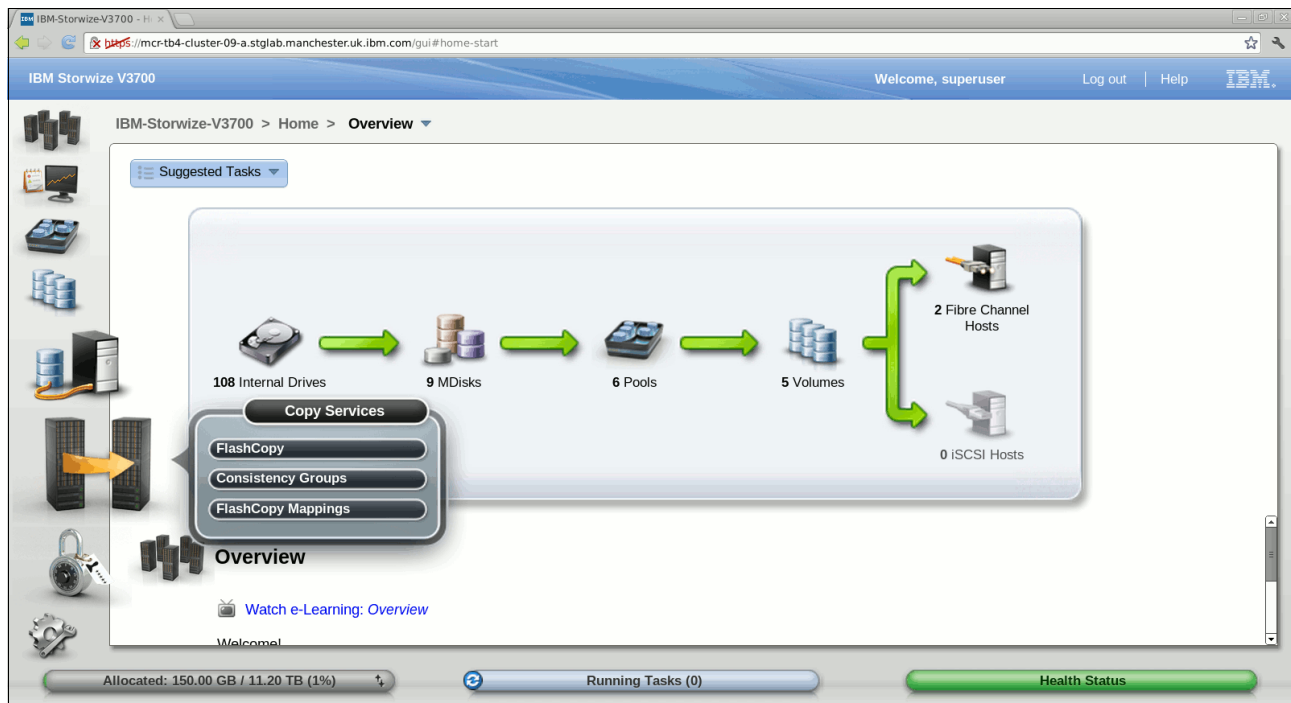 IBM-Storwize-V3700 - H
https://mcr-tb4-cluster-09-a.stglab.manchester.uk.ibm.com/gui#home-start
IBM Storwize V3700
Welcome, superuser
Log out | Help
IBM.
IBM-Storwize-V3700 > Home > Overview
Suggested Tasks
2 Fibre Channel
Hosts
108 Internal Drives
9 MDisks
6 Pools
5 Volumes
0 iSCSI Hosts
Copy Services
FlashCopy
Consistency Groups
FlashCopy Mappings
Overview
Watch e-Learning: Overview
Welcome!
Allocated: 150.00 GB / 11.20 TB (1%)
Running Tasks (0)
Health Status